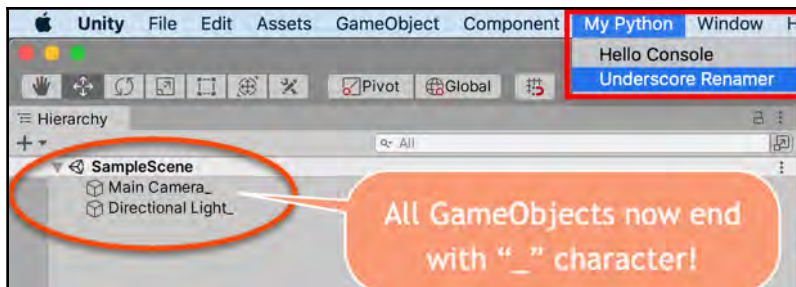 Unity File Edit Assets GameObject Component My Python Window H
Hello Console
Underscore Renamer
Pivot Global
Hierarchy
All
SampleScene
Main Camera_
Directional Light_
All GameObjects now end
with “_” character!